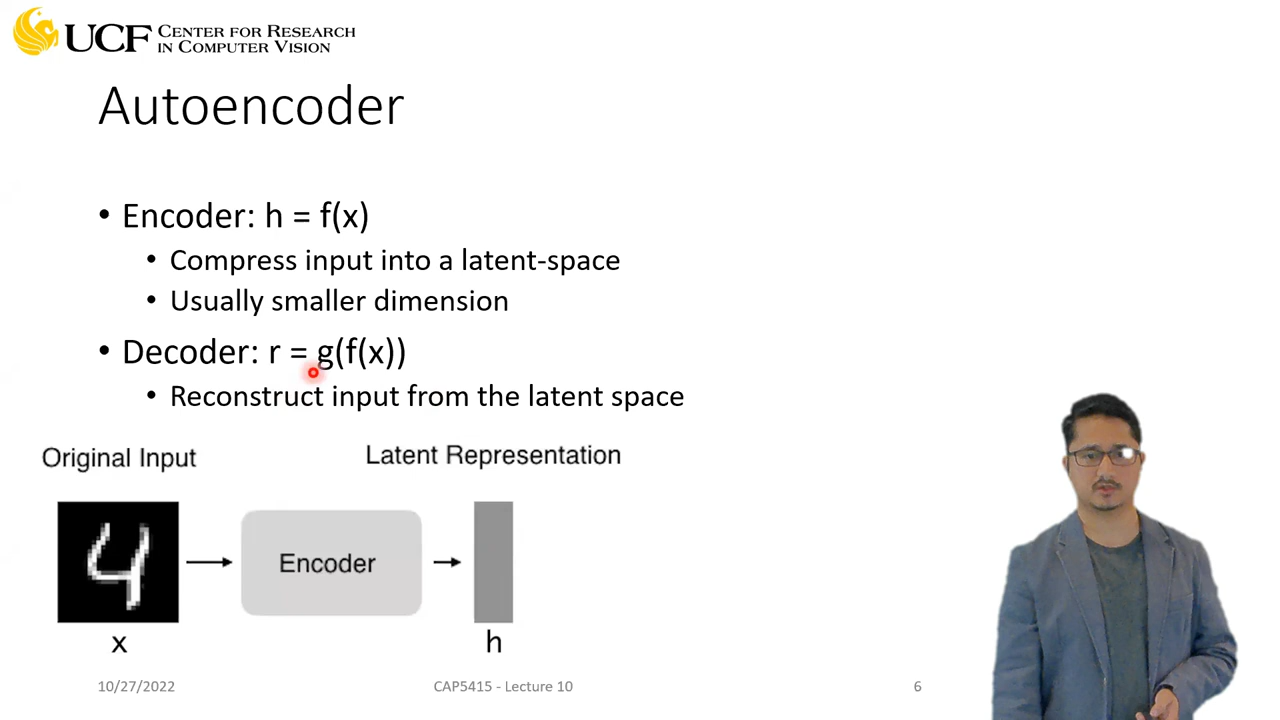 UCF CENTER FOR RESEARCH
IN COMPUTER VISION
Autoencoder
• Encoder: h = f(x)
• Compress input into a latent-space
• Usually smaller dimension
• Decoder: r = g(f(x))
• Reconstruct input from the latent space
Original Input
Latent Representation
4
Encoder
x
h
10/27/2022
CAP5415 - Lecture 10
6